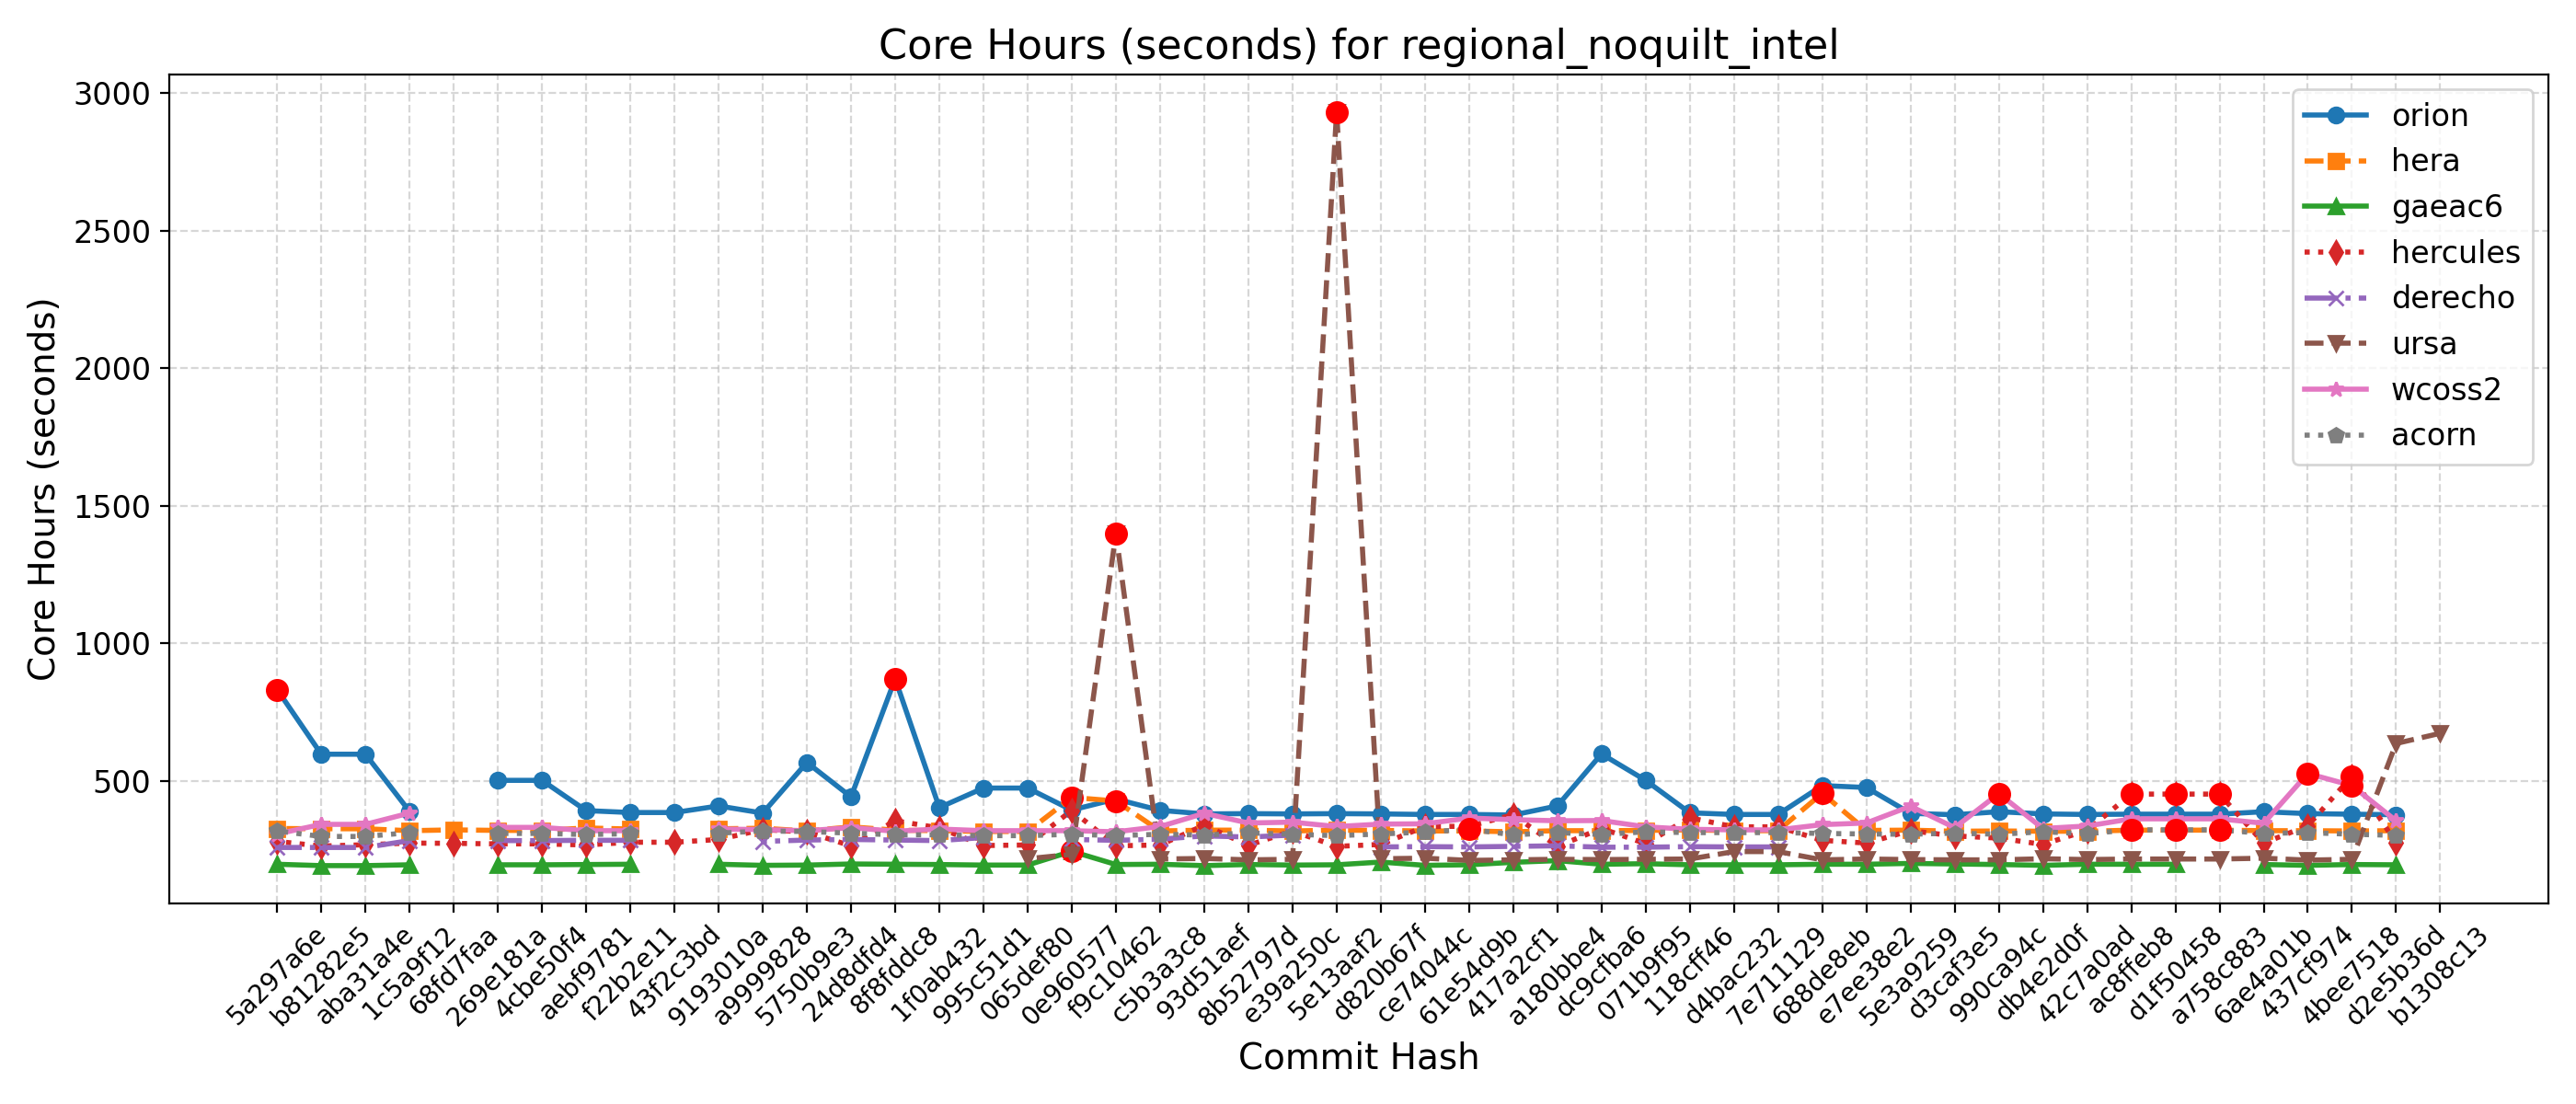 Core Hours (seconds) for regional_noquilt_intel
Core Hours (seconds)
3000
2500
2000
1500
1000
500
orion
hera
gaeac6
hercules
derecho
ursa
wcoss2
acorn
5a297a6e
b81282e5
aba31a4e
1c5a9f12
68fd7faa
269e181a
4cbe50f4
aebf9781
f22b2e11
43f2c3bd
9193010a
a9999828
5750b9e3
24d8dfd4
8f8fddc8
1f0ab432
995c51d1
065def80
0e960577
f9c10462
c5b3a3c8
93d51aef
8b52797d
e39a250c
5e13aaf2
d820b67f
ce74044c
61e54d9b
417a2cf1
a180bbe4
dc9cfba6
071b9f95
118cff46
d4bac232
7e711129
688de8eb
e7ee38e2
5e3a9259
d3caf3e5
990ca94c
db4e2d0f
42c7a0ad
ac8ffeb8
d1f50458
a758c883
6ae4a01b
437cf974
4bee7518
d2e5b36d
b1308c13
Commit Hash